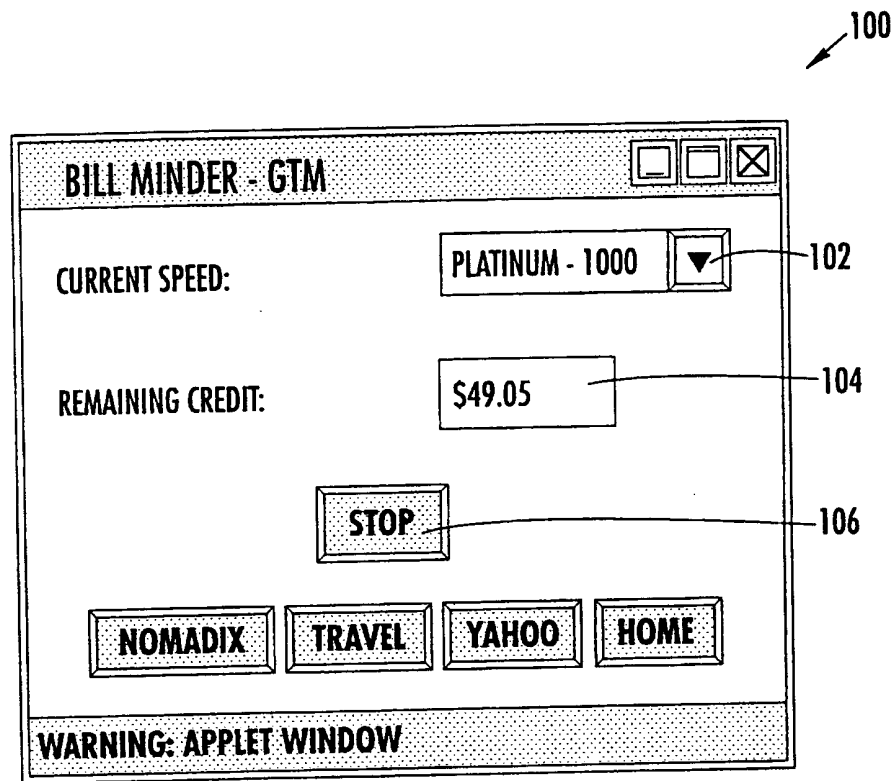 100
BILL MINDER - GTM
CURRENT SPEED: PLATINUM - 1000 102
REMAINING CREDIT: $49.05 104
STOP 106
NOMADIX TRAVEL YAHOO HOME
WARNING: APPLET WINDOW